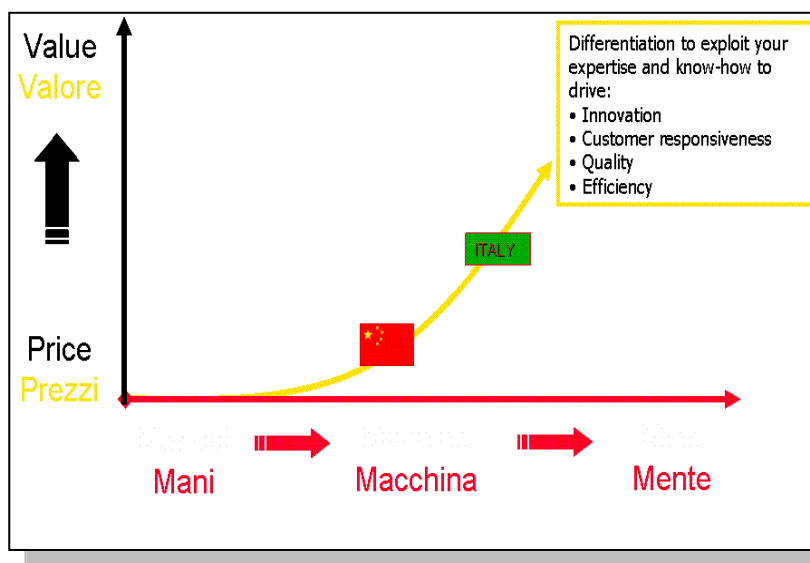 Value
Valore
Differentiation to exploit your
expertise and know-how to
drive:
• Innovation
• Customer responsiveness
• Quality
• Efficiency
ITALY
Price
Prezzi
Mani
Macchina
Mente